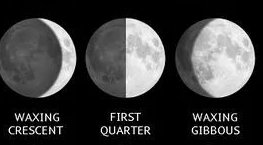 WAXING
CRESCENT
FIRST
QUARTER
WAXING
GIBBOUS